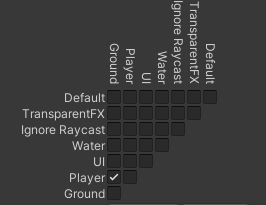 Ground
Player
UI
Water
Ignore Raycast
TransparentFX
Default
Default
TransparentFX
Ignore Raycast
Water
UI
Player
Ground